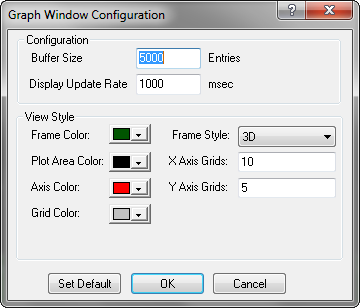 Graph Window Configuration
Configuration
Buffer Size 5000 Entries
Display Update Rate 1000 msec
View Style
Frame Color: Frame Style: 3D
Plot Area Color: X Axis Grids: 10
Axis Color: Y Axis Grids: 5
Grid Color:
Set Default OK Cancel